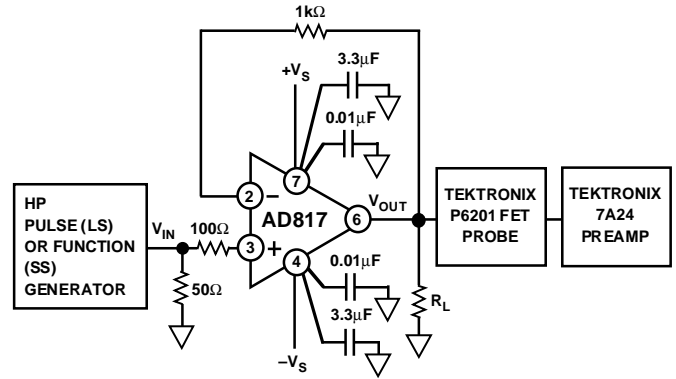 1kΩ
3.3µF
+VS
0.01µF
7
2
−
AD817
VOUT
6
TEKTRONIX
P6201 FET
PROBE
TEKTRONIX
7A24
PREAMP
HP
PULSE (LS)
OR FUNCTION
(SS)
GENERATOR
VIN
100Ω
3
+
4
50Ω
0.01µF
3.3µF
RL
−VS